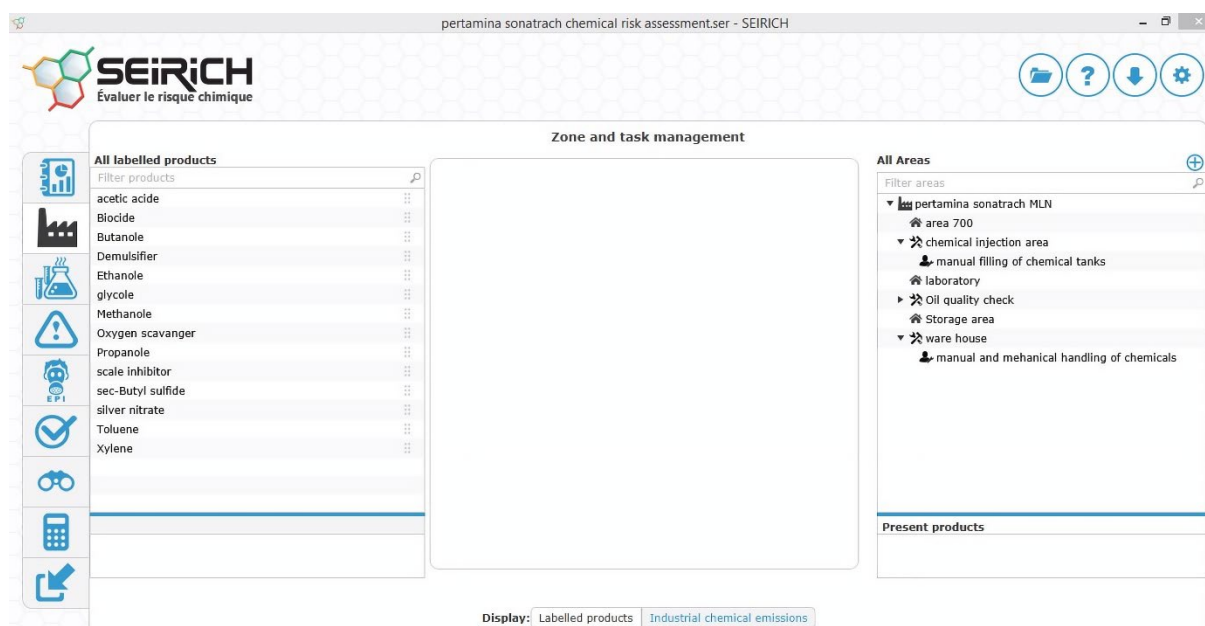 pertamina sonatrach chemical risk assessment.ser - SEIRICH
SEIRICH
Évaluer le risque chimique
Zone and task management
All labelled products
Filter products
acetic acide
Biocide
Butanole
Demulsifier
Ethanole
glycole
Methanole
Oxygen scavanger
Propanole
scale inhibitor
sec-Butyl sulfide
silver nitrate
Toluene
Xylene
All Areas
Filter areas
pertamina sonatrach MLN
area 700
chemical injection area
manual filling of chemical tanks
laboratory
Oil quality check
Storage area
ware house
manual and mehanical handling of chemicals
Present products
EPI
Display: Labelled products Industrial chemical emissions